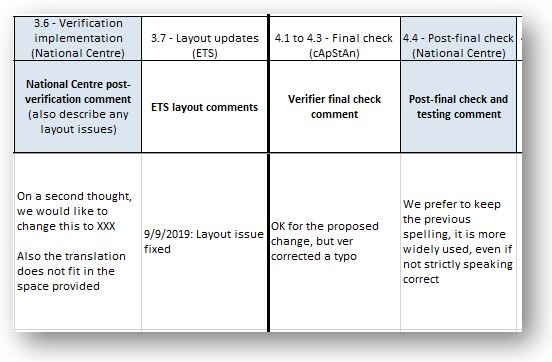 3.6 - Verification
implementation
(National Centre)
3.7 - Layout updates
(ETS)
4.1 to 4.3 - Final check
(cApStAn)
4.4 - Post-final check
(National Centre)
National Centre post-
verification comment
(also describe any
layout issues)
ETS layout comments
Verifier final check
comment
Post-final check and
testing comment
On a second thought,
we would like to
change this to XXX
Also the translation
does not fit in the
space provided
9/9/2019: Layout issue
fixed
OK for the proposed
change, but ver
corrected a typo
We prefer to keep
the previous
spelling, it is more
widely used, even if
not strictly speaking
correct